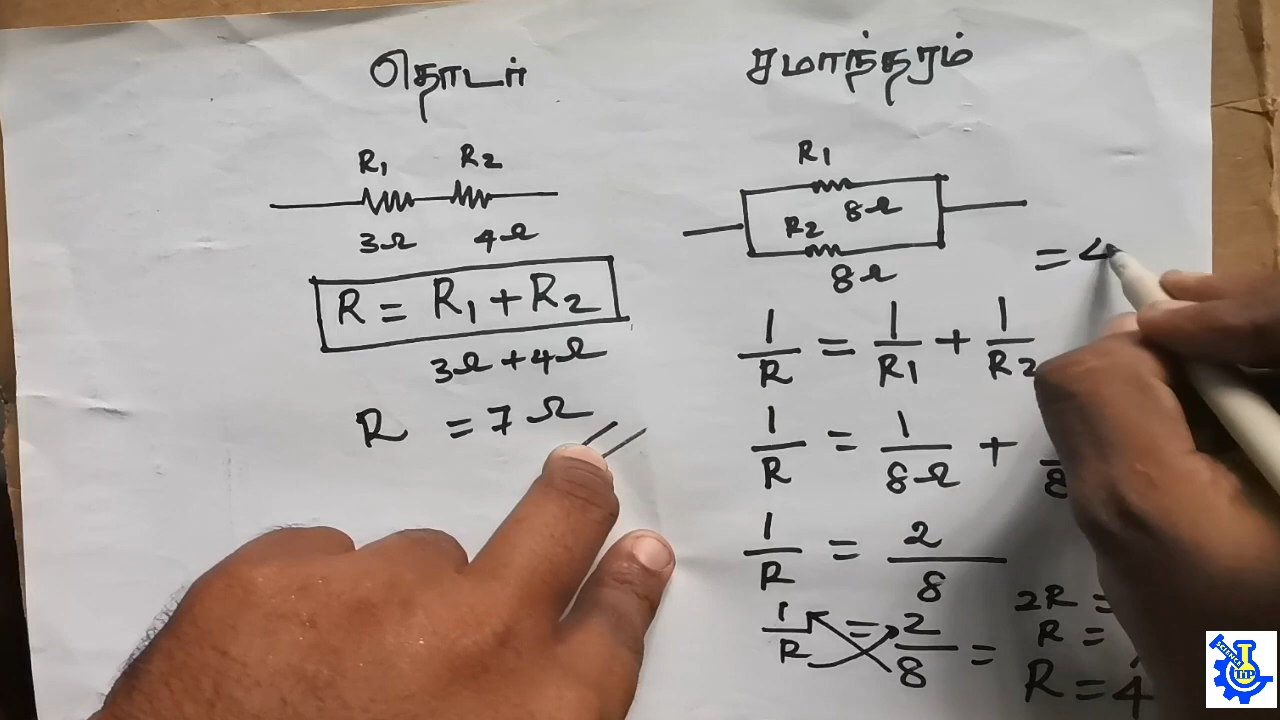 தொடர்
R1 R2
3Ω 4Ω
R = R1 + R2
3Ω + 4Ω
R = 7Ω
சமாந்தரம்
R1
8Ω
R2
8Ω
= 4
1/R = 1/R1 + 1/R2
1/R = 1/8Ω + /8
1/R = 2/8
1/R = 2/8 =
2R =
R =
R = 4